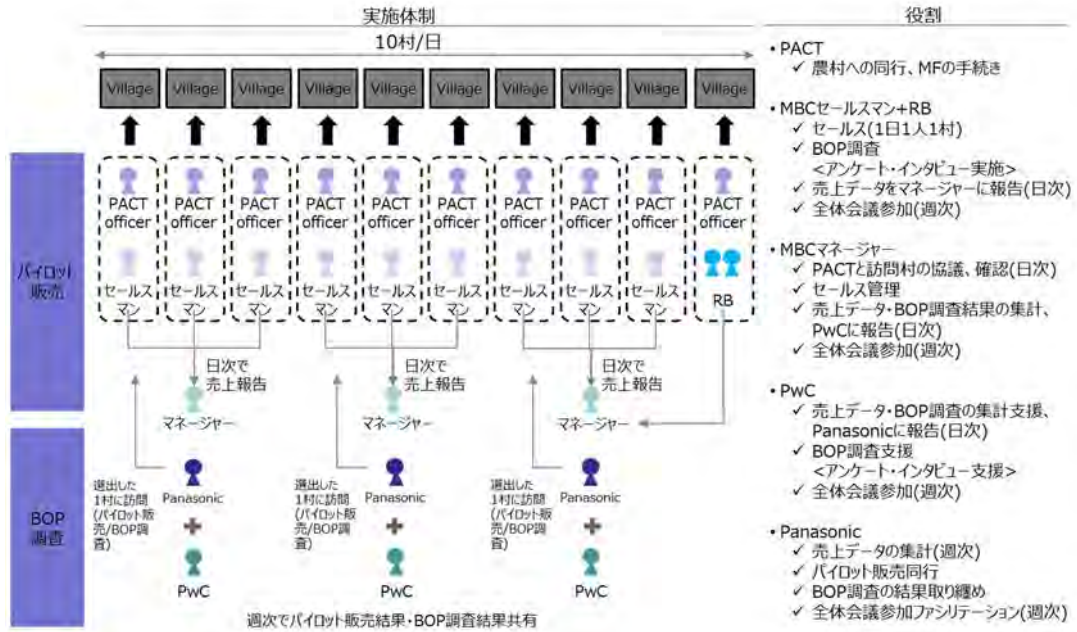 実施体制
10村/日
Village Village Village Village Village Village Village Village Village Village
パイロット
販売
PACT officer
セールスマン
PACT officer
セールスマン
PACT officer
セールスマン
PACT officer
セールスマン
PACT officer
セールスマン
PACT officer
セールスマン
PACT officer
セールスマン
PACT officer
セールスマン
PACT officer
セールスマン
PACT officer
RB
日次で
売上報告
マネージャー
日次で
売上報告
マネージャー
日次で
売上報告
マネージャー
BOP
調査
選出した
1村に訪問
(パイロット販
売/BOP調
査)
Panasonic
PwC
選出した
1村に訪問
(パイロット販
売/BOP調
査)
Panasonic
PwC
選出した
1村に訪問
(パイロット販
売/BOP調
査)
Panasonic
PwC
週次でパイロット販売結果・BOP調査結果共有
役割
• PACT
✓ 農村への同行、MFの手続き
• MBCセールスマン+RB
✓ セールス(1日1人1村)
✓ BOP調査
<アンケート・インタビュー実施>
✓ 売上データをマネージャーに報告(日次)
✓ 全体会議参加(週次)
• MBCマネージャー
✓ PACTと訪問村の協議、確認(日次)
✓ セールス管理
✓ 売上データ・BOP調査結果の集計、
PwCに報告(日次)
✓ 全体会議参加(週次)
• PwC
✓ 売上データ・BOP調査の集計支援、
Panasonicに報告(日次)
✓ BOP調査支援
<アンケート・インタビュー支援>
✓ 全体会議参加(週次)
• Panasonic
✓ 売上データの集計(週次)
✓ パイロット販売同行
✓ BOP調査の結果取り纏め
✓ 全体会議参加ファシリテーション(週次)